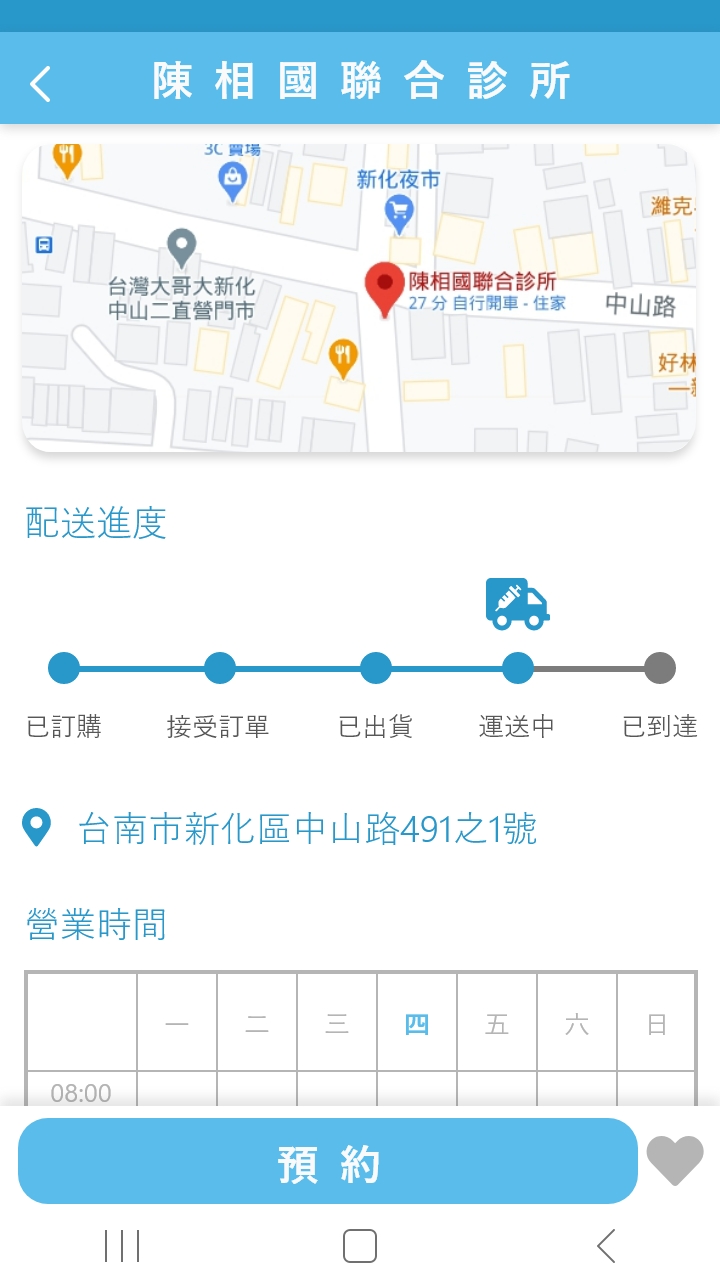 陳相國聯合診所
3C 賣場
新化夜市
濰克
台灣大哥大新化
中山二直營門市
陳相國聯合診所
27 分 自行開車 - 住家
中山路
好林
一新
配送進度
已訂購 接受訂單 已出貨 運送中 已到達
台南市新化區中山路491之1號
營業時間
一 二 三 四 五 六 日
08:00
預約